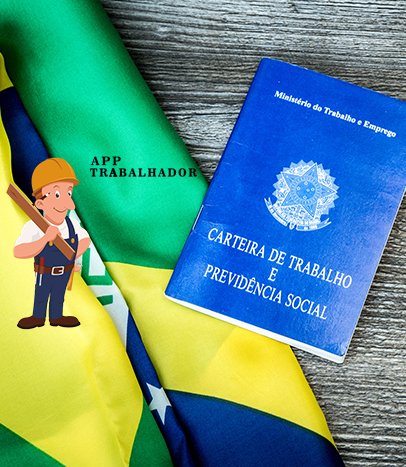 APP
TRABALHADOR
Ministério do Trabalho e Emprego
CARTEIRA DE TRABALHO
E
PREVIDÊNCIA SOCIAL